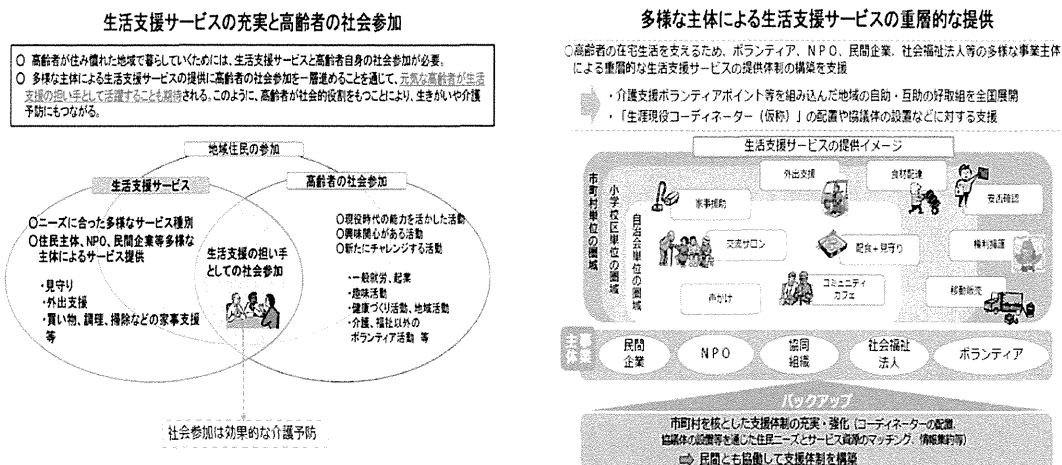 生活支援サービスの充実と高齢者の社会参加
○ 高齢者が住み慣れた地域で暮らしていくためには、生活支援サービスと高齢者自身の社会参加が必要。
○ 多様な主体による生活支援サービスの提供に高齢者の社会参加を一層進めることを通じて、元気な高齢者が生活
支援の担い手として活躍することも期待される。このように、高齢者が社会的役割をもつことにより、生きがいや介護
予防にもつながる。
地域住民の参加
生活支援サービス
高齢者の社会参加
○ニーズに合った多様なサービス種別
○住民主体、NPO、民間企業等多様な
主体によるサービス提供
・見守り
・外出支援
・買い物、調理、掃除などの家事支援
等
生活支援の担い手
としての社会参加
○現役時代の能力を活かした活動
○興味関心がある活動
○新たにチャレンジする活動
・一般就労、起業
・趣味活動
・健康づくり活動、地域活動
・介護、福祉以外の
ボランティア活動 等
社会参加は効果的な介護予防
多様な主体による生活支援サービスの重層的な提供
○高齢者の在宅生活を支えるため、ボランティア、NPO、民間企業、社会福祉法人等の多様な事業主体
による重層的な生活支援サービスの提供体制の構築を支援
・介護支援ボランティアポイント等を組み込んだ地域の自助・互助の好取組を全国展開
・「生涯現役コーディネーター（仮称）」の配置や協議体の設置などに対する支援
生活支援サービスの提供イメージ
市町村単位の圏域
小学校区単位の圏域
自治会単位の圏域
外出支援
食材配達
家事援助
安否確認
交流サロン
配食+見守り
権利擁護
声かけ
コミュニティ
カフェ
移動販売
事業
主体
民間
企業
NPO
協同
組織
社会福祉
法人
ボランティア
バックアップ
市町村を核とした支援体制の充実・強化（コーディネーターの配置、
協議体の設置等を通じた住民ニーズとサービス資源のマッチング、情報集約等）
⇒ 民間とも協働して支援体制を構築